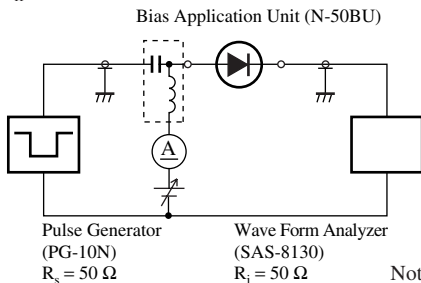 Bias Application Unit (N-50BU)
A
Pulse Generator
(PG-10N)
Rs = 50 Ω
Wave Form Analyzer
(SAS-8130)
Ri = 50 Ω
Not